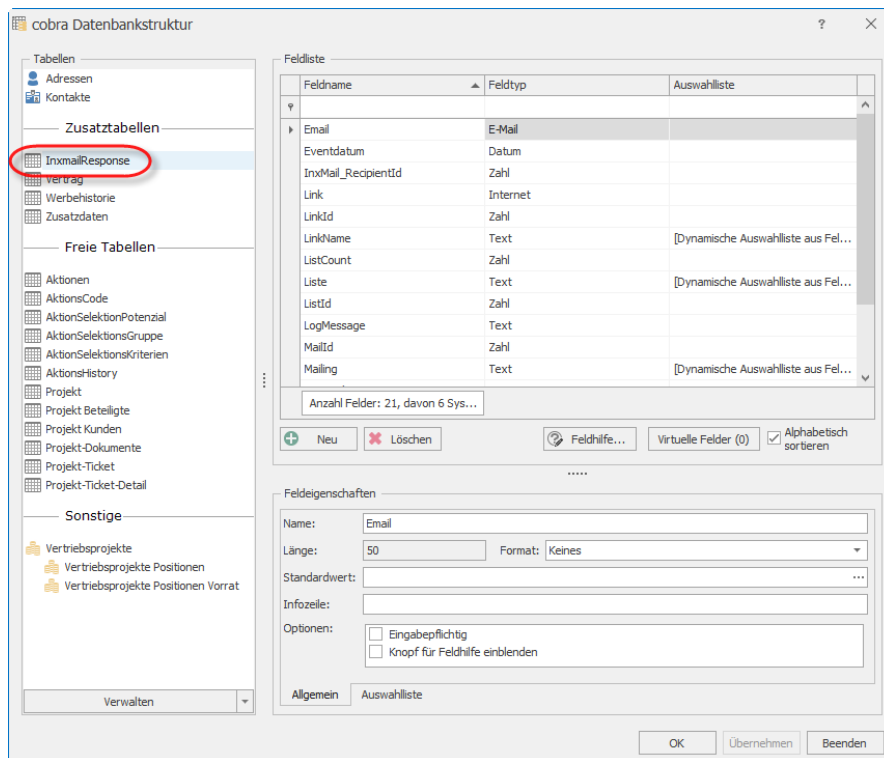 cobra Datenbankstruktur
?
Tabellen
Adressen
Kontakte
Zusatztabellen
InxmailResponse
Vertrag
Werbehistorie
Zusatzdaten
Freie Tabellen
Aktionen
AktionsCode
AktionSelektionPotenzial
AktionSelektionsGruppe
AktionSelektionsKriterien
AktionsHistory
Projekt
Projekt Beteiligte
Projekt Kunden
Projekt-Dokumente
Projekt-Ticket
Projekt-Ticket-Detail
Sonstige
Vertriebsprojekte
Vertriebsprojekte Positionen
Vertriebsprojekte Positionen Vorrat
Verwalten
Feldliste
Feldname Feldtyp Auswahlliste
Email E-Mail
Eventdatum Datum
InxMail_RecipientId Zahl
Link Internet
LinkId Zahl
LinkName Text [Dynamische Auswahlliste aus Fel...
ListCount Zahl
Liste Text [Dynamische Auswahlliste aus Fel...
ListId Zahl
LogMessage Text
MailId Zahl
Mailing Text [Dynamische Auswahlliste aus Fel...
Anzahl Felder: 21, davon 6 Sys...
Neu Löschen Feldhilfe... Virtuelle Felder (0) Alphabetisch
sortieren
Feldeigenschaften
Name: Email
Länge: 50 Format: Keines
Standardwert: ...
Infozeile:
Optionen: Eingabepflichtig
Knopf für Feldhilfe einblenden
Allgemein Auswahlliste
OK Übernehmen Beenden